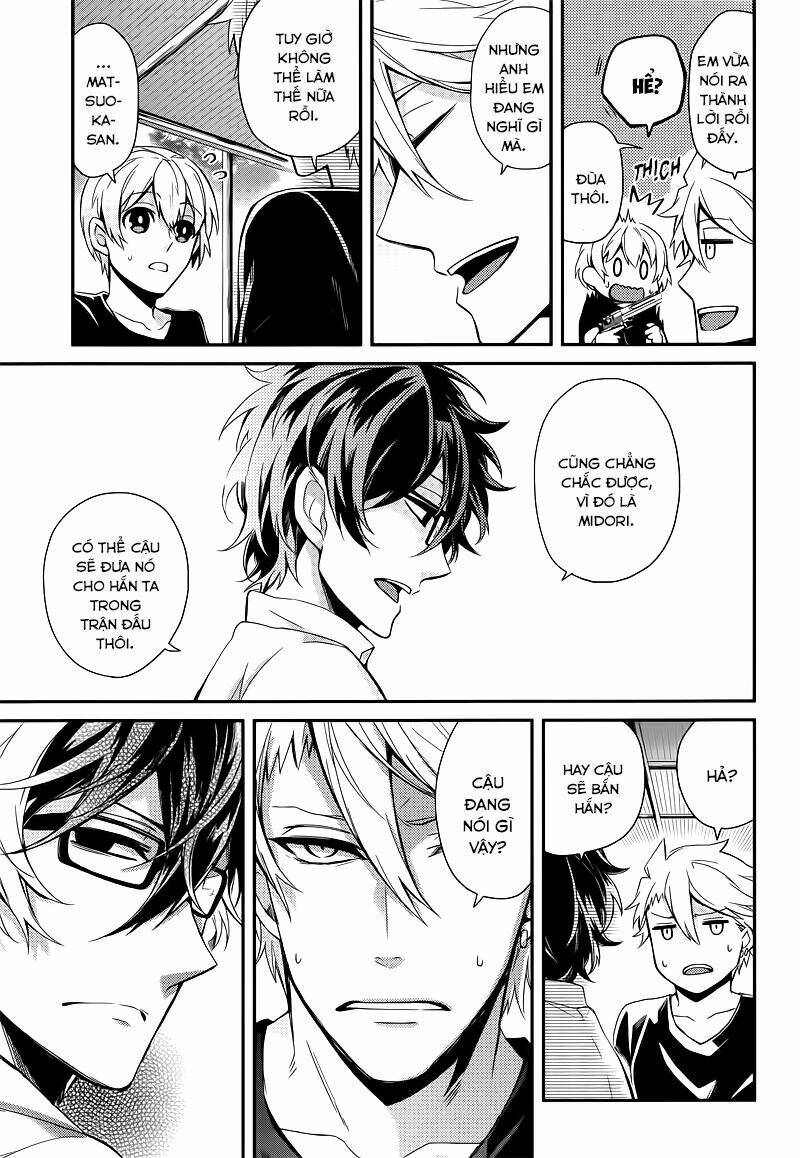 EM VỪA
NÓI RA
THÀNH
LỜI RỒI
ĐẤY.
HỂ?
THỊCH
ĐÙA
THÔI.
NHƯNG
ANH
HIỂU EM
ĐANG
NGHĨ GÌ
MÀ.
TUY GIỜ
KHÔNG
THỂ LÀM
THẾ NỮA
RỒI.
...
MAT-
SUO-
KA-
SAN.
CŨNG CHẲNG
CHẮC ĐƯỢC,
VÌ ĐÓ LÀ
MIDORI.
CÓ THỂ CẬU
SẼ ĐƯA NÓ
CHO HẮN TA
TRONG
TRẬN ĐẤU
THÔI.
HẢ?
HAY CẬU
SẼ BẮN
HẮN?
CẬU
ĐANG
NÓI GÌ
VẬY?